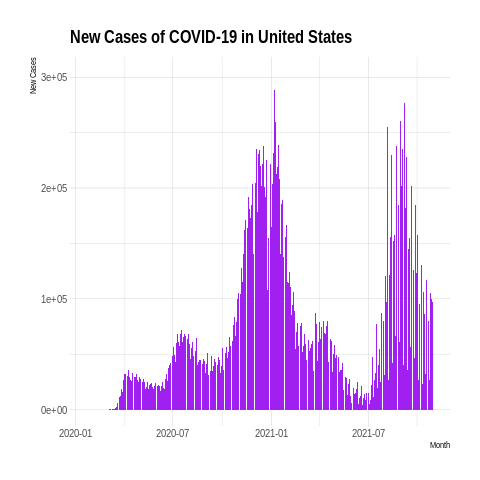 New Cases of COVID-19 in United States
New Cases
3e+05
2e+05
1e+05
0e+00
2020-01 2020-07 2021-01 2021-07
Month